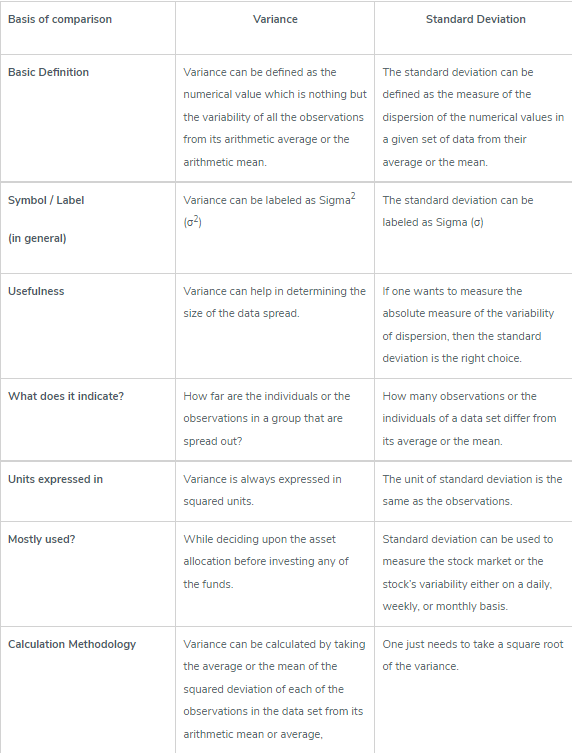 Basis of comparison
Variance
Standard Deviation
Basic Definition
Variance can be defined as the
numerical value which is nothing but
the variability of all the observations
from its arithmetic average or the
arithmetic mean.
The standard deviation can be
defined as the measure of the
dispersion of the numerical values in
a given set of data from their
average or the mean.
Symbol / Label
(in general)
Variance can be labeled as Sigma²
(σ²)
The standard deviation can be
labeled as Sigma (σ)
Usefulness
Variance can help in determining the
size of the data spread.
If one wants to measure the
absolute measure of the variability
of dispersion, then the standard
deviation is the right choice.
What does it indicate?
How far are the individuals or the
observations in a group that are
spread out?
How many observations or the
individuals of a data set differ from
its average or the mean.
Units expressed in
Variance is always expressed in
squared units.
The unit of standard deviation is the
same as the observations.
Mostly used?
While deciding upon the asset
allocation before investing any of
the funds.
Standard deviation can be used to
measure the stock market or the
stock's variability either on a daily,
weekly, or monthly basis.
Calculation Methodology
Variance can be calculated by taking
the average or the mean of the
squared deviation of each of the
observations in the data set from its
arithmetic mean or average,
One just needs to take a square root
of the variance.